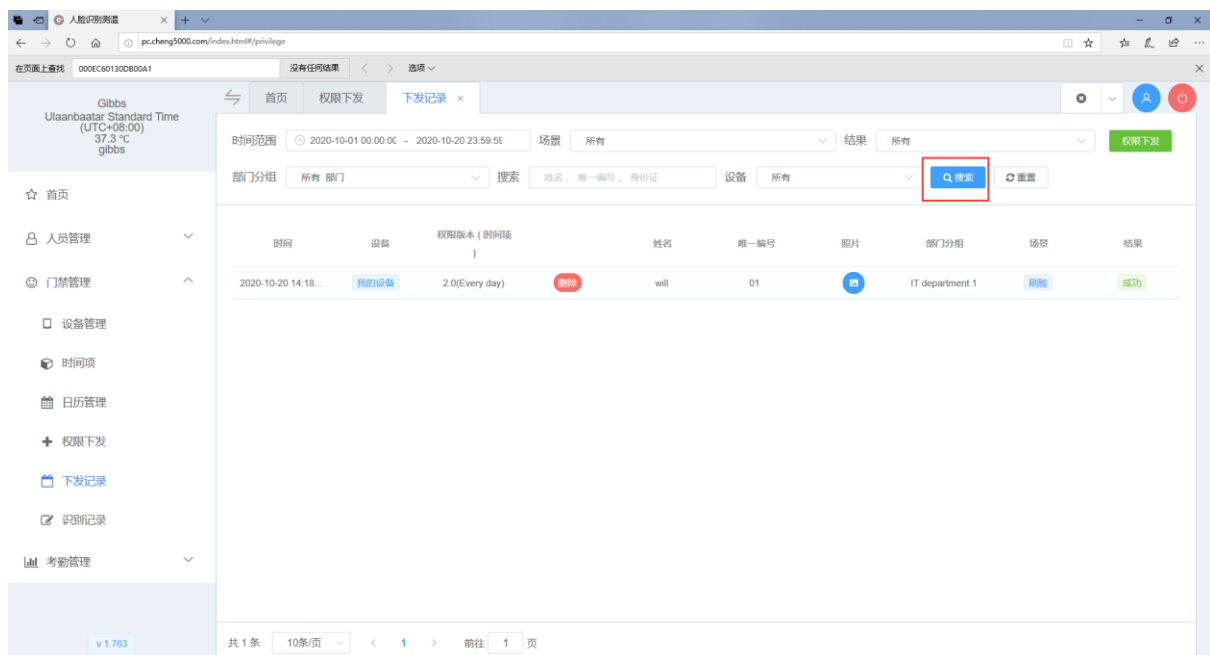 人脸识别测温
pc.cheng5000.com/index.html#/privilege
在页面上查找 000EC60130DB00A1 没有任何结果 选项
Gibbs
Ulaanbaatar Standard Time
(UTC+08:00)
37.3 ℃
gibbs
首页 权限下发 下发记录 ×
时间范围 2020-10-01 00:00:00 - 2020-10-20 23:59:59 场景 所有 结果 所有 权限下发
部门分组 所有 部门 搜索 姓名、唯一编号、身份证 设备 所有 搜索 重置
首页
人员管理
门禁管理
设备管理
时间项
日历管理
权限下发
下发记录
识别记录
考勤管理
v 1.763
时间 设备 权限版本 ( 时间项 ) 姓名 唯一编号 照片 部门分组 场景 结果
2020-10-20 14:18... 我的设备 2.0(Every day) 删除 will 01 IT department 1 刷脸 成功
共 1 条 10条/页 < 1 > 前往 1 页